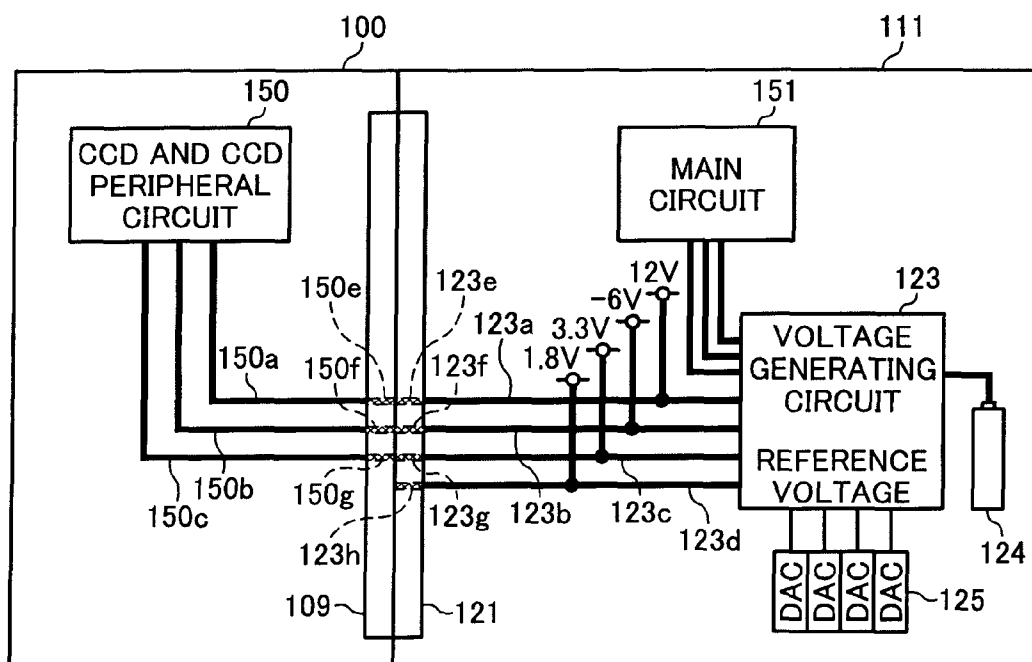 100
111
150
151
CCD AND CCD
PERIPHERAL
CIRCUIT
MAIN
CIRCUIT
12V
-6V
3.3V
1.8V
150e
123e
123a
123
150a
150f
123f
VOLTAGE
GENERATING
CIRCUIT
REFERENCE
VOLTAGE
150b
150g
150c
123g
123b
123c
123d
123h
124
109
121
DAC
DAC
DAC
DAC
125